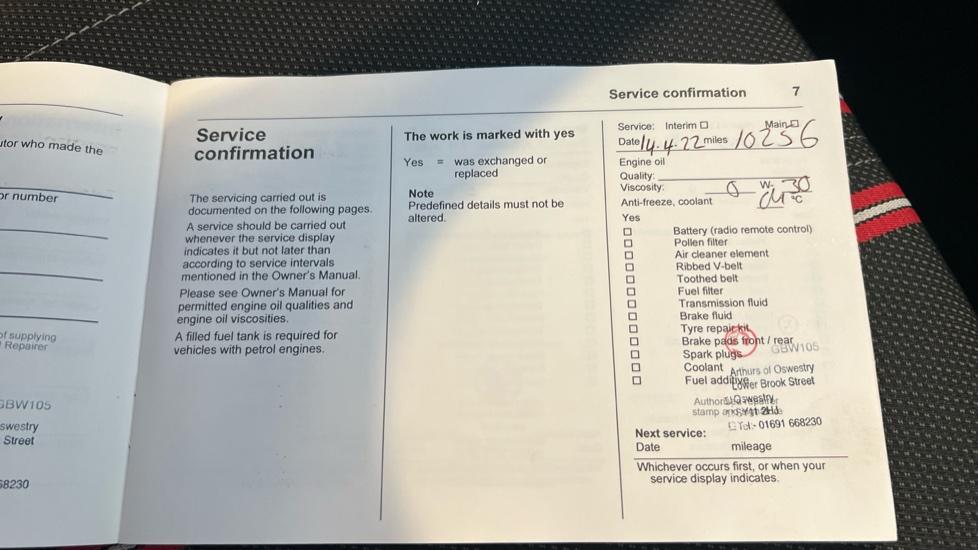 utor who made the
or number
of supplying
Repairer
GBW105
swestry
Street
68230
Service confirmation 7
Service
confirmation
The servicing carried out is
documented on the following pages.
A service should be carried out
whenever the service display
indicates it but not later than
according to service intervals
mentioned in the Owner's Manual.
Please see Owner's Manual for
permitted engine oil qualities and
engine oil viscosities.
A filled fuel tank is required for
vehicles with petrol engines.
The work is marked with yes
Yes = was exchanged or
replaced
Note
Predefined details must not be
altered.
Service: Interim ☐ Main ☐
Date 14.4.22 miles 10256
Engine oil
Quality:
Viscosity: 0 W- 30
Anti-freeze, coolant °C
Yes
☐ Battery (radio remote control)
☐ Pollen filter
☐ Air cleaner element
☐ Ribbed V-belt
☐ Toothed belt
☐ Fuel filter
☐ Transmission fluid
☐ Brake fluid
☐ Tyre repair kit
☐ Brake pads front / rear
☐ Spark plugs
GBW105
☐ Coolant
Arthurs of Oswestry
☐ Fuel additive
Lower Brook Street
Oswestry
stamp
SY11 2HJ
Tel:- 01691 668230
Next service:
Date mileage
Whichever occurs first, or when your
service display indicates.